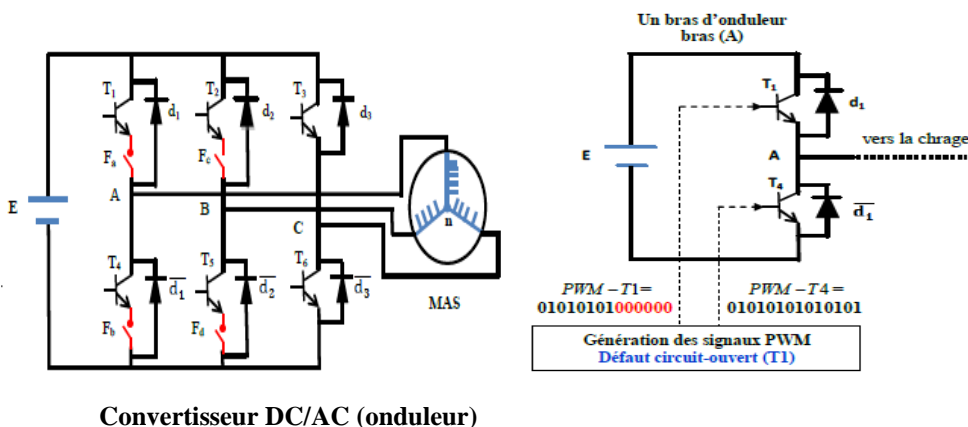 Un bras d'onduleur
bras (A)
T1
T2
T3
d1
d2
d3
Fa
Fc
A
B
C
E
n
T4
T5
T6
d1
d2
d3
Fb
Fd
MAS
T1
d1
E
A
vers la chrage
T4
d1
PWM – T1 =
01010101000000
PWM – T4 =
01010101010101
Génération des signaux PWM
Défaut circuit-ouvert (T1)
Convertisseur DC/AC (onduleur)